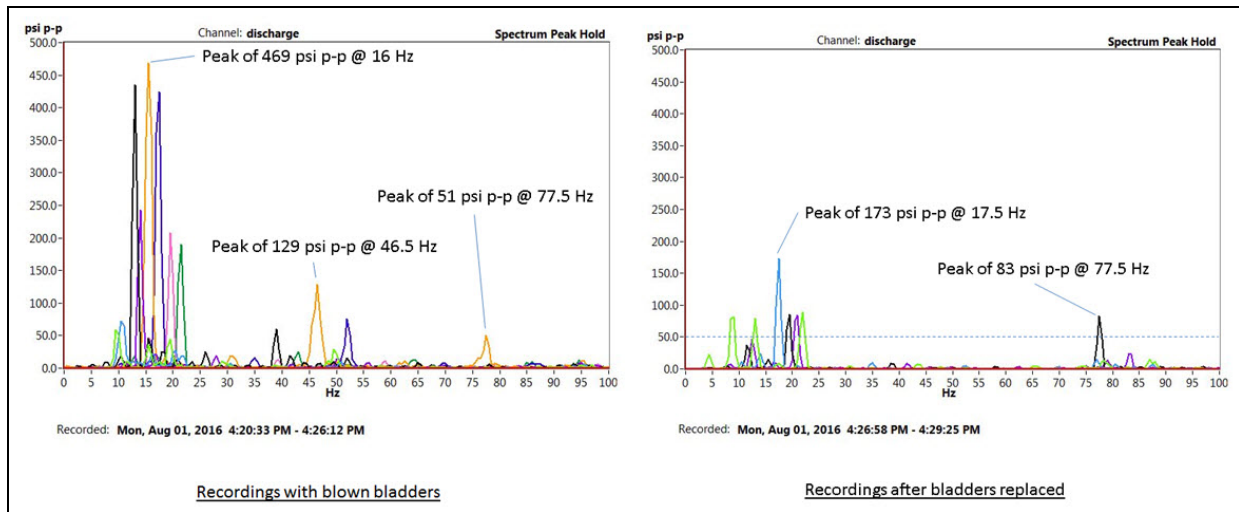 psi p-p
Channel: discharge
Spectrum Peak Hold
500.0
450.0
400.0
350.0
300.0
250.0
200.0
150.0
100.0
50.0
0.0
Peak of 469 psi p-p @ 16 Hz
Peak of 51 psi p-p @ 77.5 Hz
Peak of 129 psi p-p @ 46.5 Hz
0 5 10 15 20 25 30 35 40 45 50 55 60 65 70 75 80 85 90 95 100
Hz
Recorded: Mon, Aug 01, 2016 4:20:33 PM - 4:26:12 PM
Recordings with blown bladders
psi p-p
Channel: discharge
Spectrum Peak Hold
500.0
450.0
400.0
350.0
300.0
250.0
200.0
150.0
100.0
50.0
0.0
Peak of 173 psi p-p @ 17.5 Hz
Peak of 83 psi p-p @ 77.5 Hz
0 5 10 15 20 25 30 35 40 45 50 55 60 65 70 75 80 85 90 95 100
Hz
Recorded: Mon, Aug 01, 2016 4:26:58 PM - 4:29:25 PM
Recordings after bladders replaced